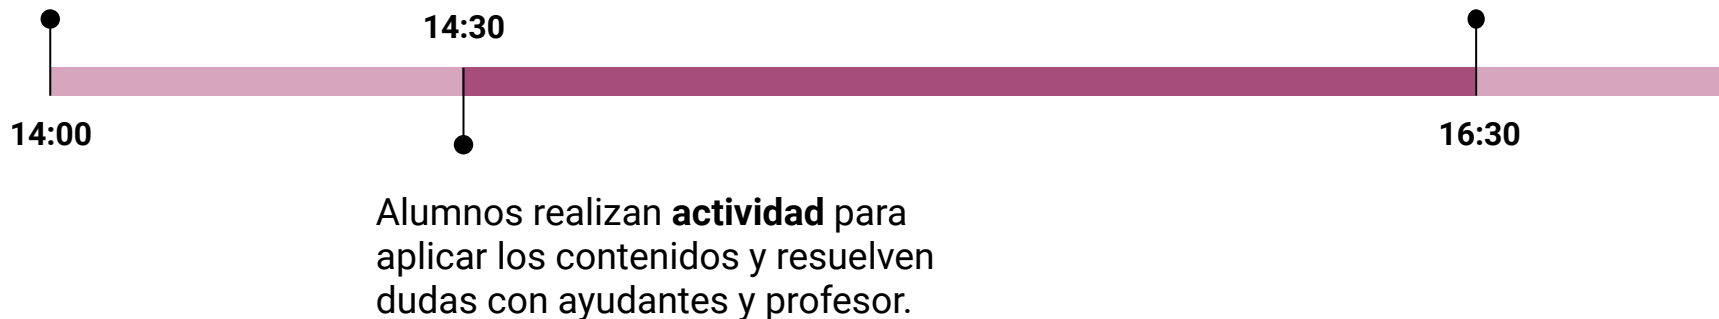 14:30
14:00
16:30
Alumnos realizan actividad para
aplicar los contenidos y resuelven
dudas con ayudantes y profesor.